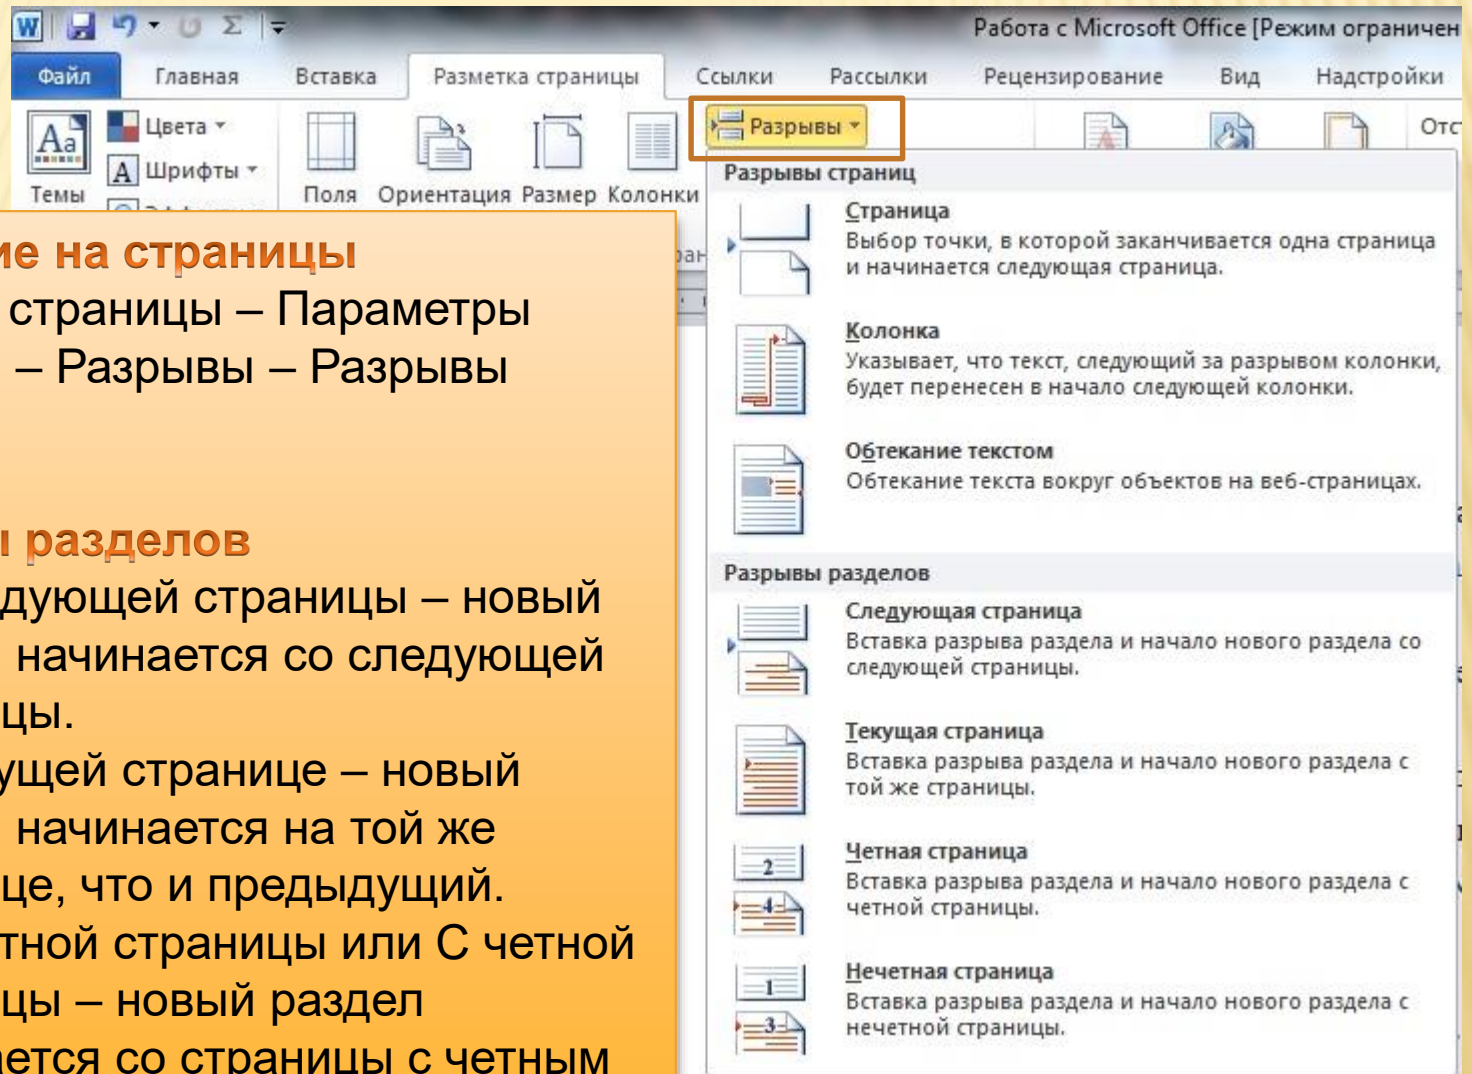 Работа с Microsoft Office [Режим ограничен
Файл Главная Вставка Разметка страницы Ссылки Рассылки Рецензирование Вид Надстройки
Темы
Цвета
Шрифты
Поля Ориентация Размер Колонки
Разрывы
Отс
ие на страницы
страницы – Параметры
– Разрывы – Разрывы
разделов
дующей страницы – новый
начинается со следующей
цы.
ущей странице – новый
начинается на той же
це, что и предыдущий.
тной страницы или С четной
цы – новый раздел
ается со страницы с четным
Разрывы страниц
Страница
Выбор точки, в которой заканчивается одна страница
и начинается следующая страница.
Колонка
Указывает, что текст, следующий за разрывом колонки,
будет перенесен в начало следующей колонки.
Обтекание текстом
Обтекание текста вокруг объектов на веб-страницах.
Разрывы разделов
Следующая страница
Вставка разрыва раздела и начало нового раздела со
следующей страницы.
Текущая страница
Вставка разрыва раздела и начало нового раздела с
той же страницы.
Четная страница
Вставка разрыва раздела и начало нового раздела с
четной страницы.
Нечетная страница
Вставка разрыва раздела и начало нового раздела с
нечетной страницы.